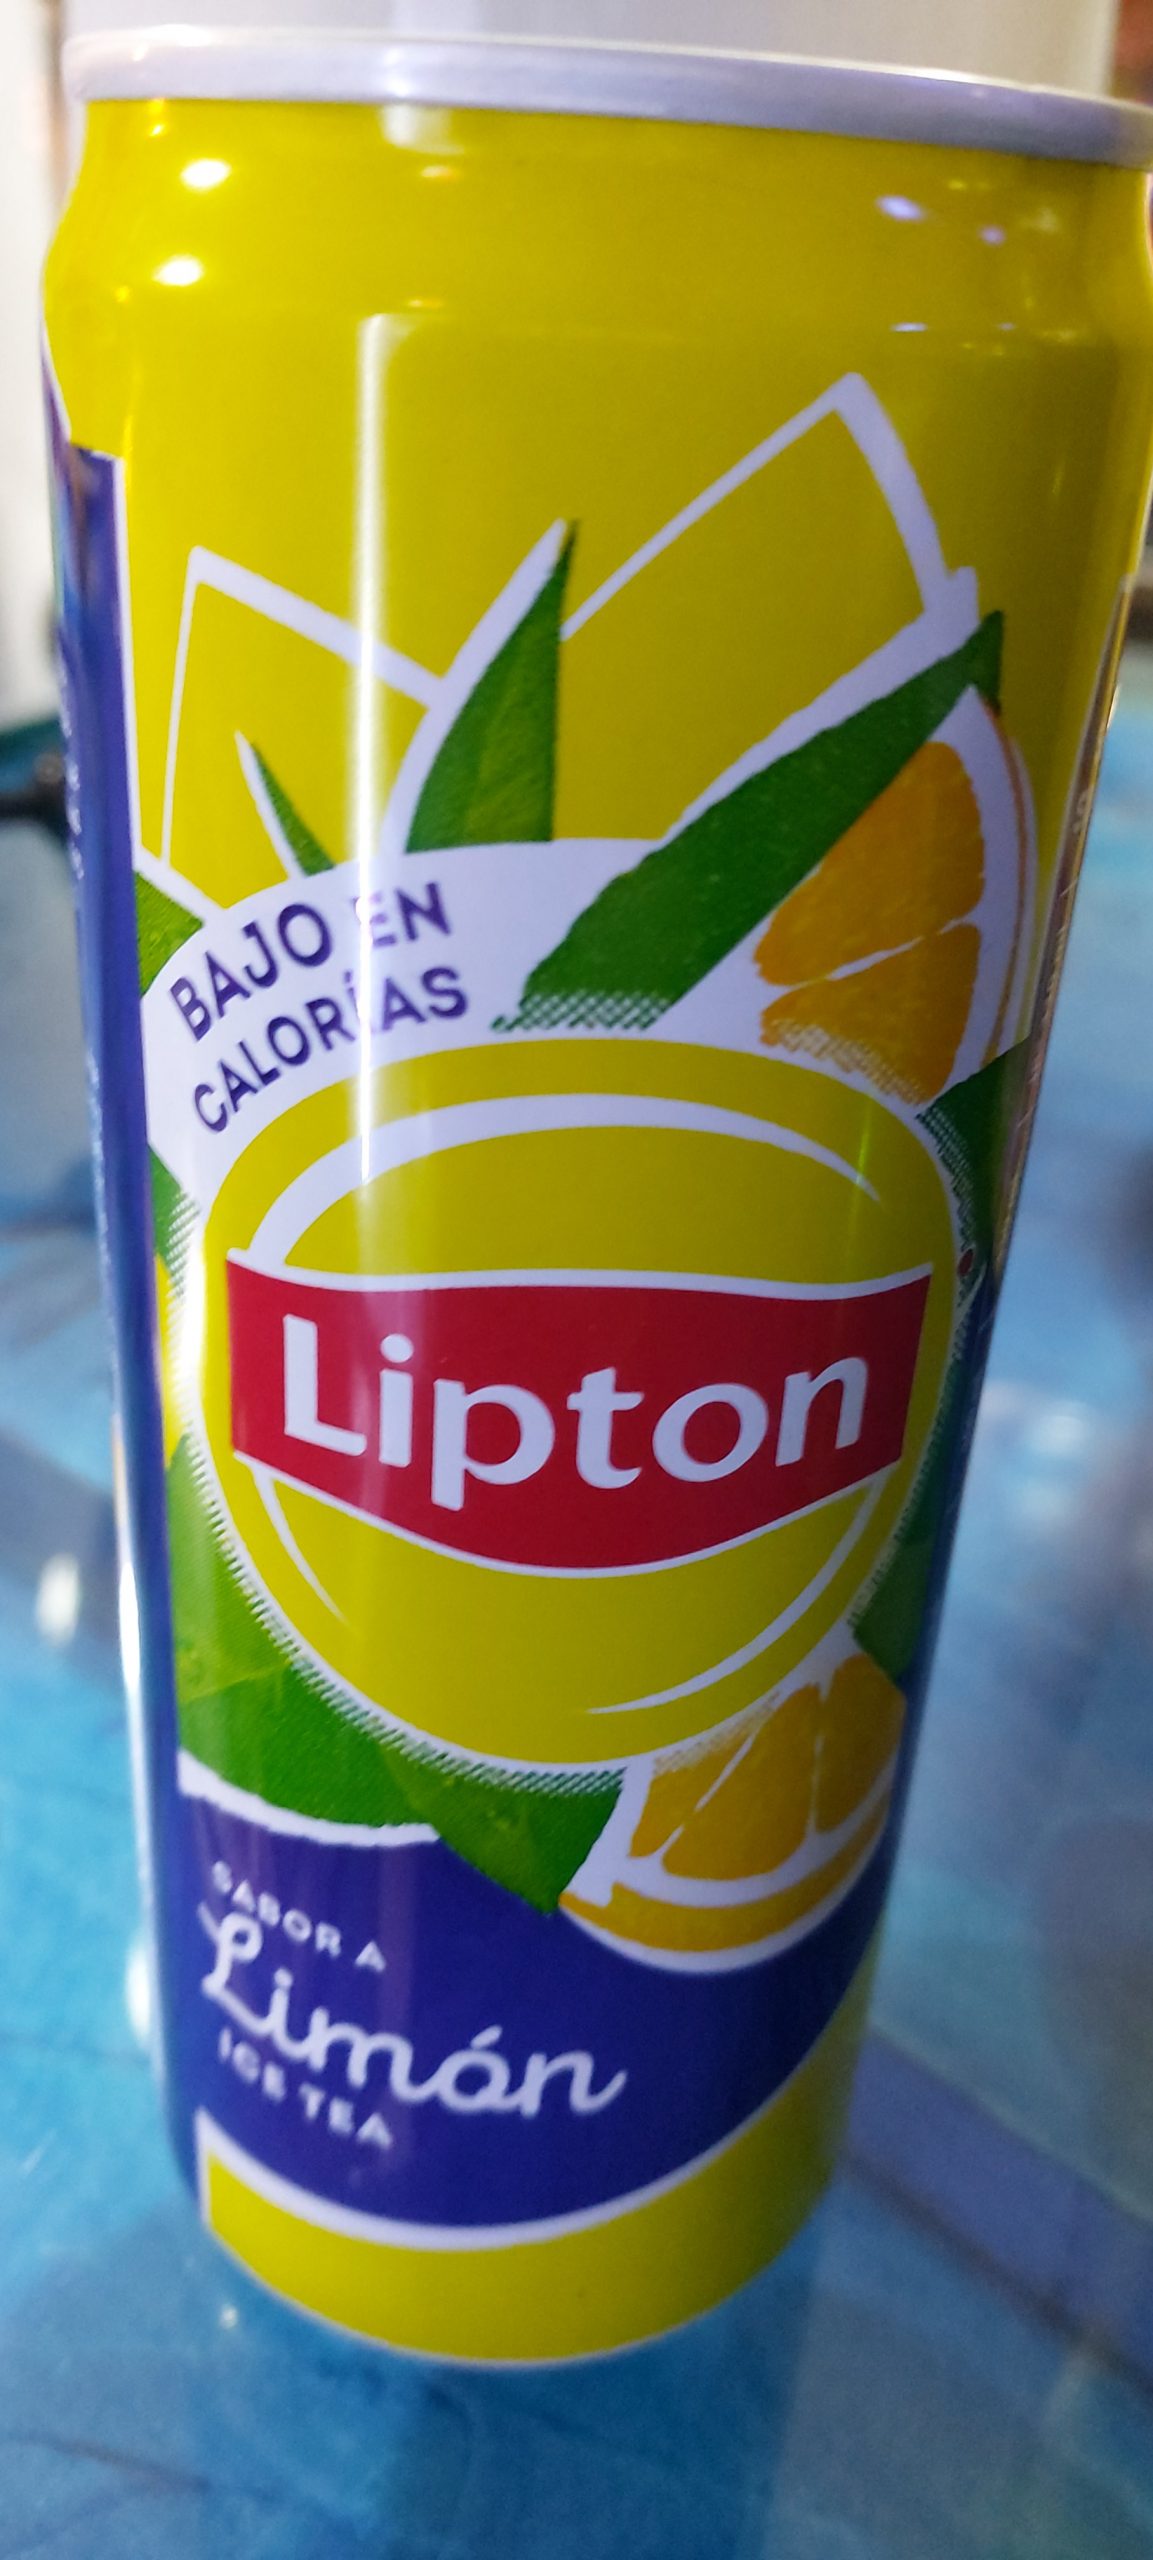 BAJO EN
CALORÍAS
Lipton
SABOR A
Limón
ICE TEA